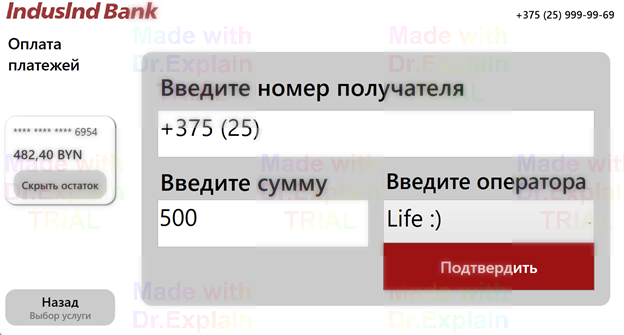 IndusInd Bank
+375 (25) 999-99-69
Оплата
платежей
**** **** **** 6954
482,40 BYN
Скрыть остаток
Введите номер получателя
+375 (25)
Введите сумму
500
Введите оператора
Life :)
Подтвердить
Назад
Выбор услуги
Made with
Dr.Explain
Made with
Dr.Explain
Made with
Dr.Explain
TRIAL
Made with
Dr.Explain
TRIAL
Made with
Dr.Explain
TRIAL
Made with
Dr.Explain
Made with
Dr.Explain